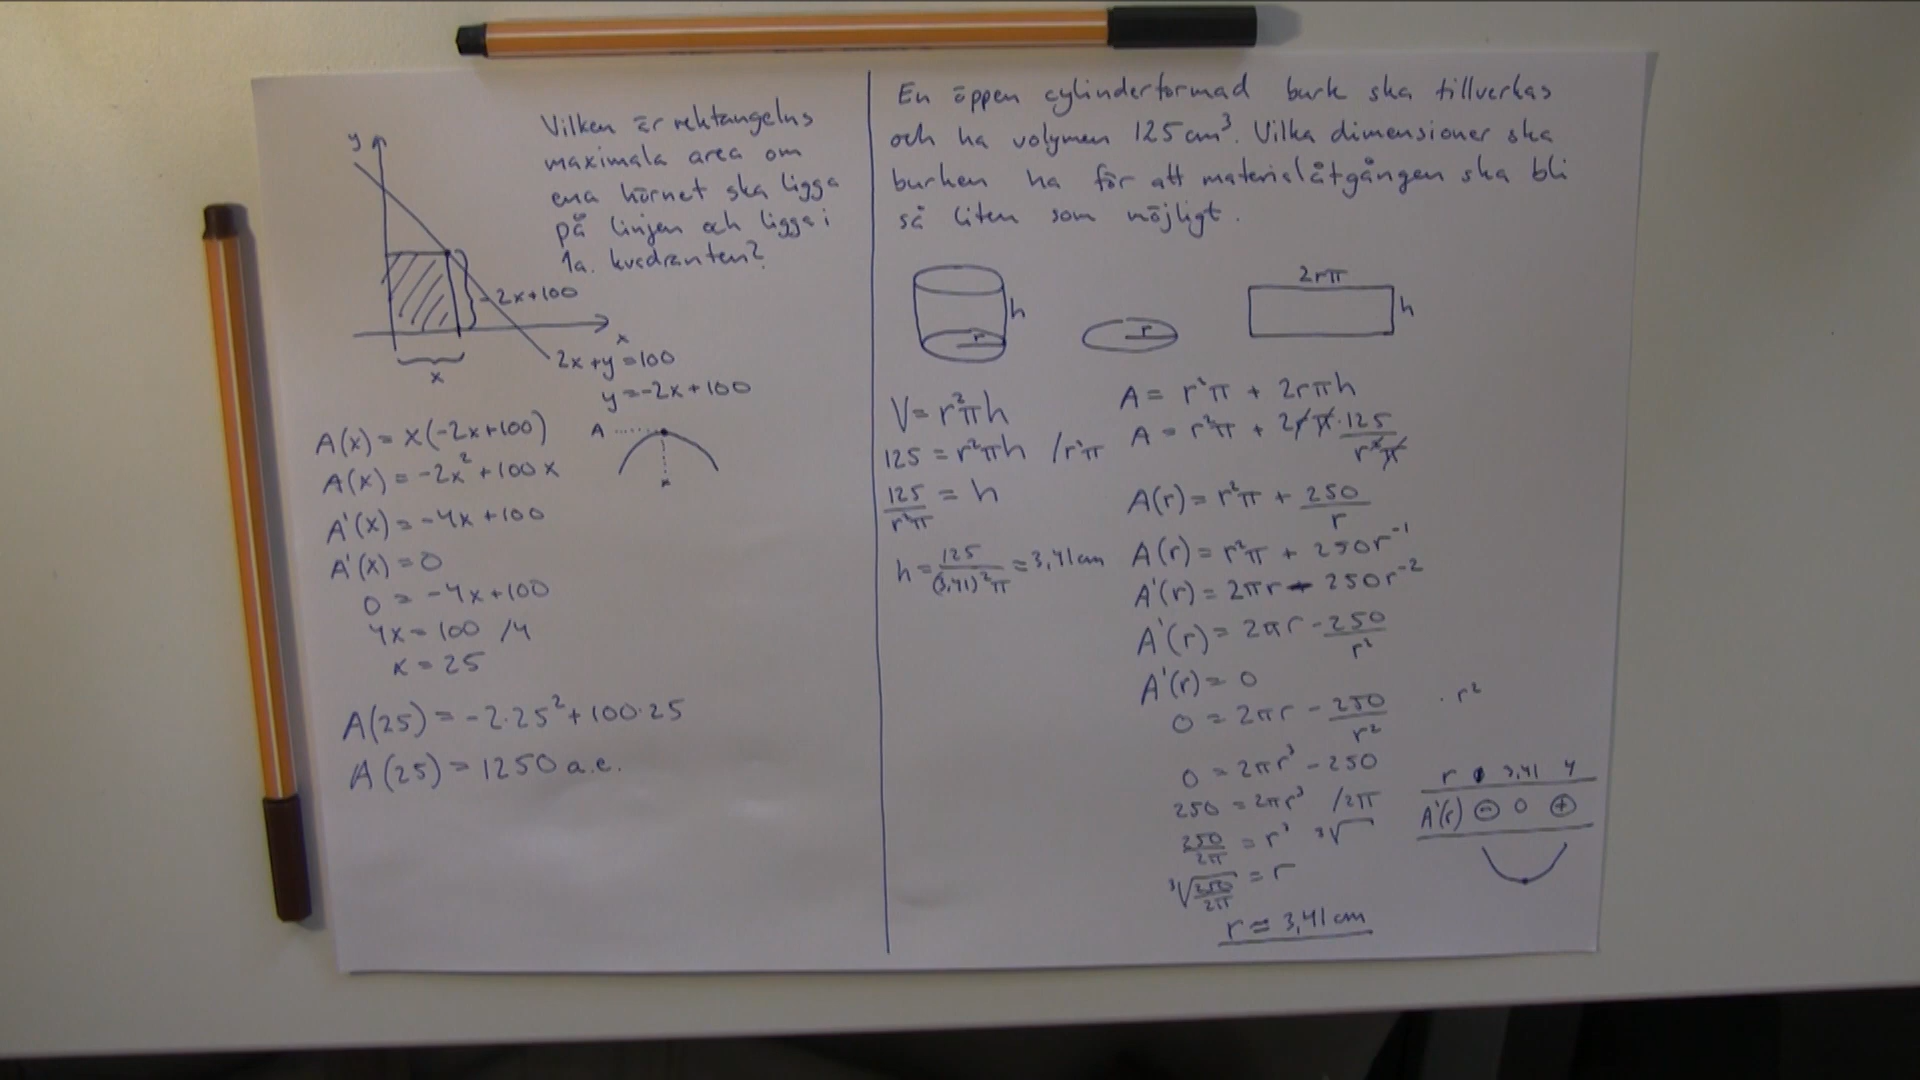 Vilken är rektangelns
maximala area om
ena hörnet ska ligga
på linjen och ligga i
1a. kvadranten?
y
-2x+100
x
x
2x+y=100
y=-2x+100
A(x) = x(-2x+100)
A(x) = -2x²+100x
A'(x) = -4x+100
A'(x) = 0
0 = -4x+100
4x = 100 /4
x = 25
A
x
A(25) = -2·25²+100·25
A(25) = 1250 a.e.
En öppen cylinderformad burk ska tillverkas
och ha volymen 125cm³. Vilka dimensioner ska
burken ha för att materialåtgången ska bli
så liten som möjligt.
h
r
r
2rπ
h
V = r²πh
125 = r²πh /r²π
125/r²π = h
h = 125/((3,41)²π) = 3,41cm
A = r²π + 2rπh
A = r²π + 2rπ·125/r²π
A(r) = r²π + 250/r
A(r) = r²π + 250r⁻¹
A'(r) = 2πr - 250r⁻²
A'(r) = 2πr - 250/r²
A'(r) = 0
0 = 2πr - 250/r² ·r²
0 = 2πr³ - 250
250 = 2πr³ /2π
250/2π = r³ ³√
³√(250/2π) = r
r ≈ 3,41cm
r 3,41 4
A'(r) ⊖ 0 ⊕